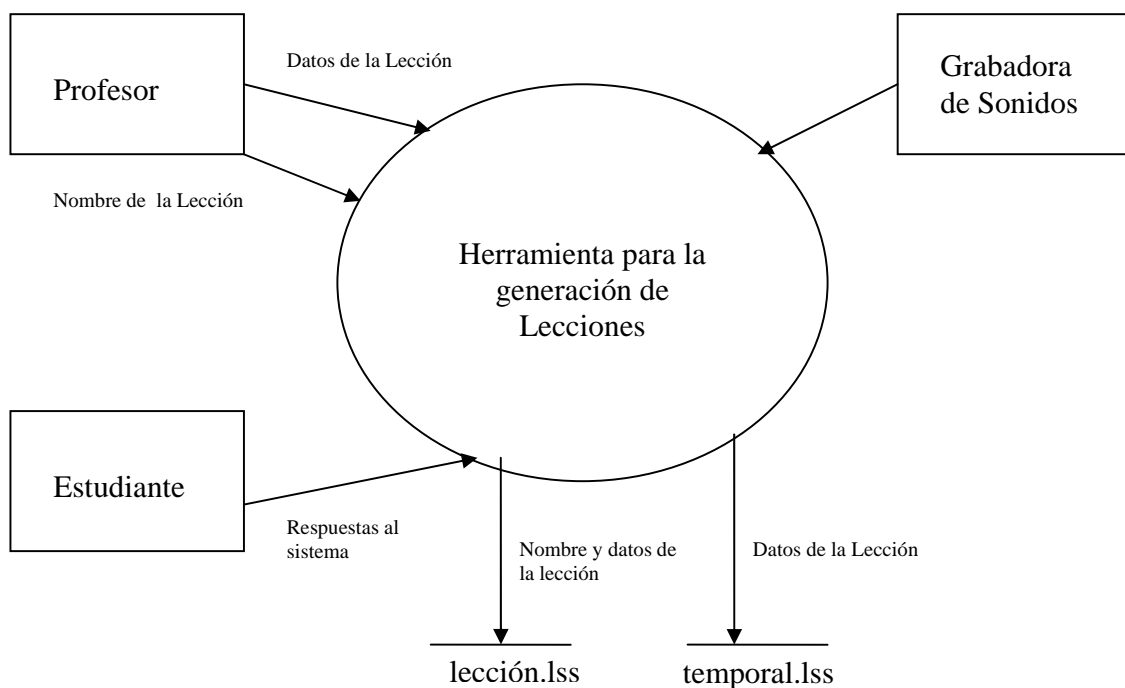 Profesor
Datos de la Lección
Grabadora
de Sonidos
Nombre de la Lección
Herramienta para la
generación de
Lecciones
Estudiante
Respuestas al
sistema
Nombre y datos de
la lección
Datos de la Lección
lección.lss
temporal.lss